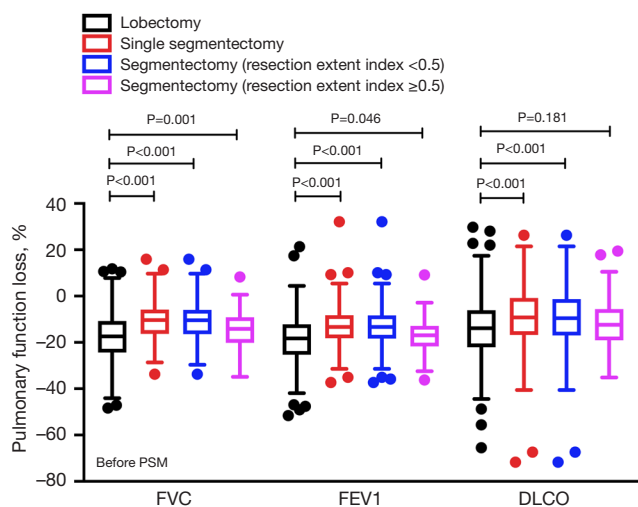 Lobectomy
Single segmentectomy
Segmentectomy (resection extent index <0.5)
Segmentectomy (resection extent index ≥0.5)
P=0.001
P<0.001
P<0.001
P=0.046
P<0.001
P<0.001
P=0.181
P<0.001
P<0.001
Pulmonary function loss, %
40
20
0
−20
−40
−60
−80
Before PSM
FVC
FEV1
DLCO